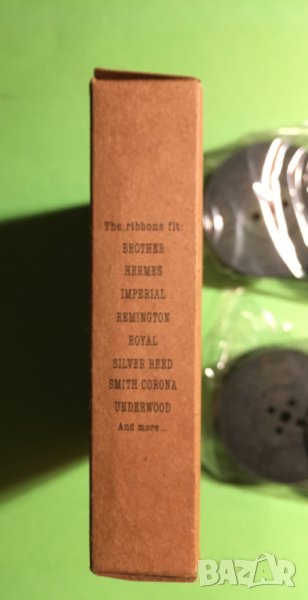 The ribbons fit:
BROTHER
HERMES
IMPERIAL
REMINGTON
ROYAL
SILVER REED
SMITH CORONA
UNDERWOOD
And more...
BAZAR